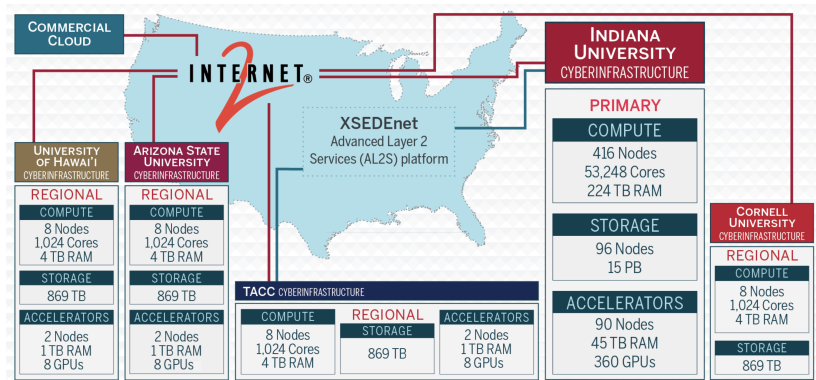 COMMERCIAL
CLOUD
INTERNET®
2
XSEDEnet
Advanced Layer 2
Services (AL2S) platform
INDIANA
UNIVERSITY
CYBERINFRASTRUCTURE
PRIMARY
COMPUTE
416 Nodes
53,248 Cores
224 TB RAM
STORAGE
96 Nodes
15 PB
ACCELERATORS
90 Nodes
45 TB RAM
360 GPUs
UNIVERSITY
OF HAWAI'I
CYBERINFRASTRUCTURE
REGIONAL
COMPUTE
8 Nodes
1,024 Cores
4 TB RAM
STORAGE
869 TB
ACCELERATORS
2 Nodes
1 TB RAM
8 GPUs
ARIZONA STATE
UNIVERSITY
CYBERINFRASTRUCTURE
REGIONAL
COMPUTE
8 Nodes
1,024 Cores
4 TB RAM
STORAGE
869 TB
ACCELERATORS
2 Nodes
1 TB RAM
8 GPUs
TACC CYBERINFRASTRUCTURE
COMPUTE
8 Nodes
1,024 Cores
4 TB RAM
REGIONAL
STORAGE
869 TB
ACCELERATORS
2 Nodes
1 TB RAM
8 GPUs
CORNELL
UNIVERSITY
CYBERINFRASTRUCTURE
REGIONAL
COMPUTE
8 Nodes
1,024 Cores
4 TB RAM
STORAGE
869 TB